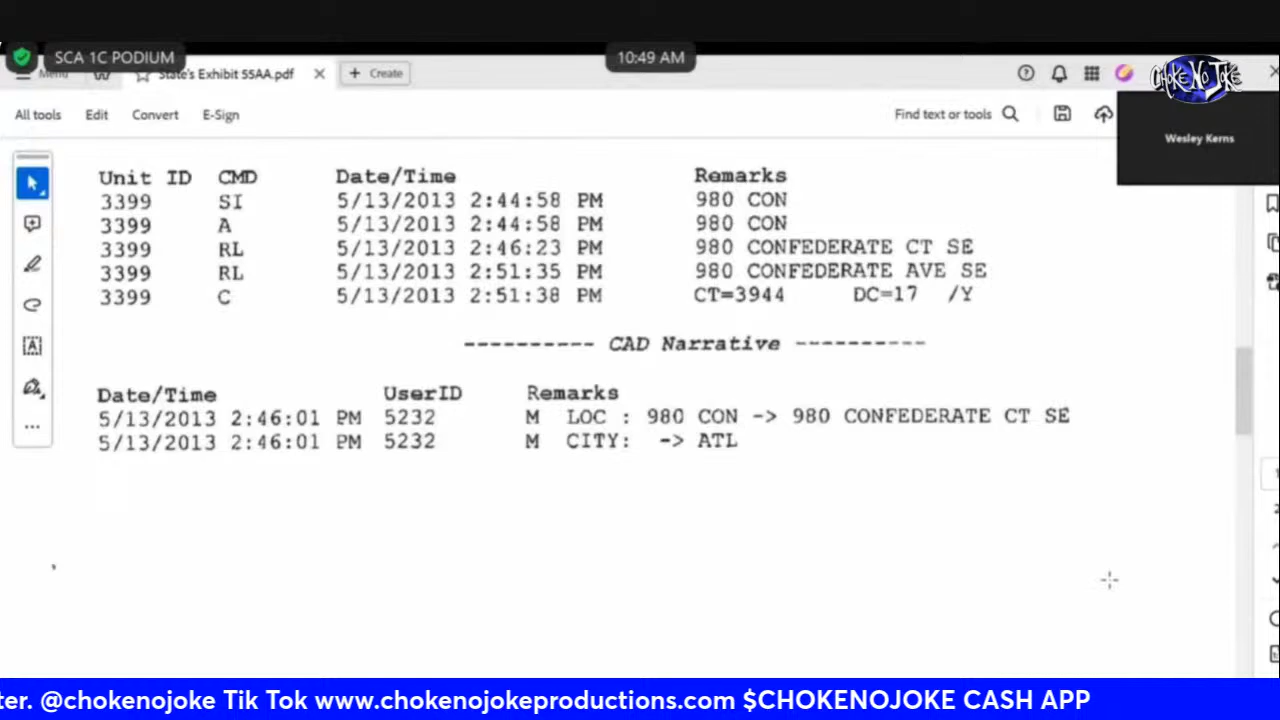 SCA 1C PODIUM
10:49 AM
Menu
State's Exhibit 55AA.pdf
Create
CHOKE NO JOKE
All tools Edit Convert E-Sign
Find text or tools
Wesley Kerns
Unit ID CMD Date/Time Remarks
3399 SI 5/13/2013 2:44:58 PM 980 CON
3399 A 5/13/2013 2:44:58 PM 980 CON
3399 RL 5/13/2013 2:46:23 PM 980 CONFEDERATE CT SE
3399 RL 5/13/2013 2:51:35 PM 980 CONFEDERATE AVE SE
3399 C 5/13/2013 2:51:38 PM CT=3944 DC=17 /Y
---------- CAD Narrative ----------
Date/Time UserID Remarks
5/13/2013 2:46:01 PM 5232 M LOC : 980 CON -> 980 CONFEDERATE CT SE
5/13/2013 2:46:01 PM 5232 M CITY: -> ATL
ter. @chokenojoke Tik Tok www.chokenojokeproductions.com $CHOKENOJOKE CASH APP